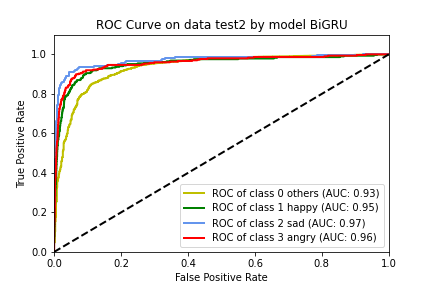 ROC Curve on data test2 by model BiGRU
True Positive Rate
1.0
0.8
0.6
0.4
0.2
0.0
ROC of class 0 others (AUC: 0.93)
ROC of class 1 happy (AUC: 0.95)
ROC of class 2 sad (AUC: 0.97)
ROC of class 3 angry (AUC: 0.96)
0.0 0.2 0.4 0.6 0.8 1.0
False Positive Rate